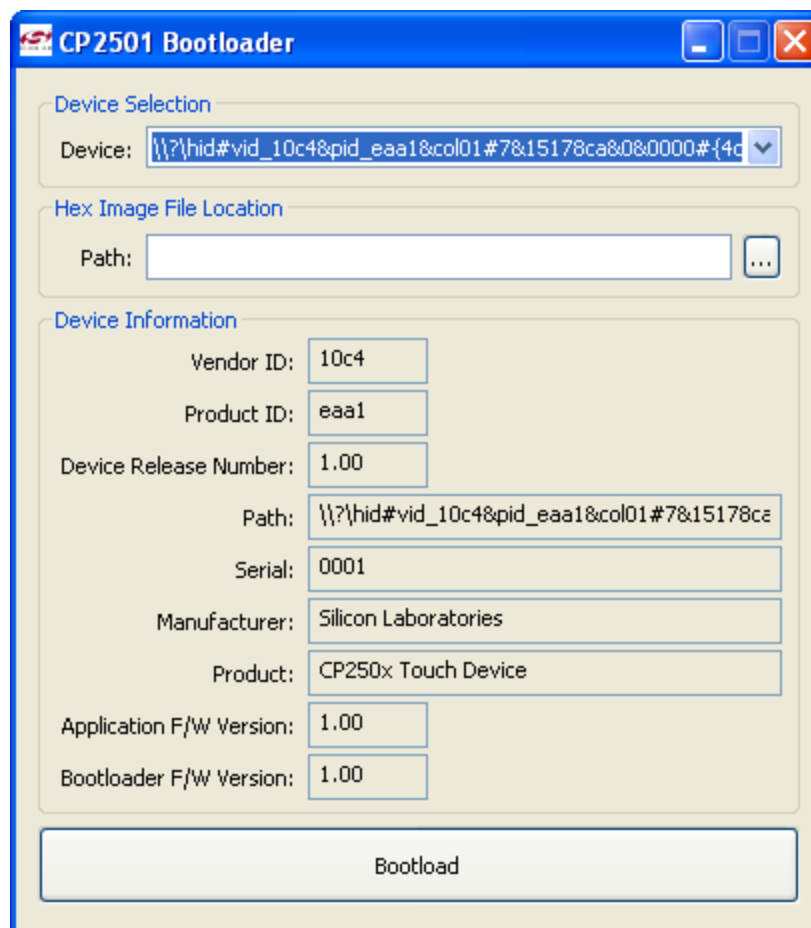 CP2501 Bootloader
Device Selection
Device: \\?\hid#vid_10c4&pid_eaa1&col01#7&15178ca&0&0000#{4d
Hex Image File Location
Path: ...
Device Information
Vendor ID: 10c4
Product ID: eaa1
Device Release Number: 1.00
Path: \\?\hid#vid_10c4&pid_eaa1&col01#7&15178ca
Serial: 0001
Manufacturer: Silicon Laboratories
Product: CP250x Touch Device
Application F/W Version: 1.00
Bootloader F/W Version: 1.00
Bootload